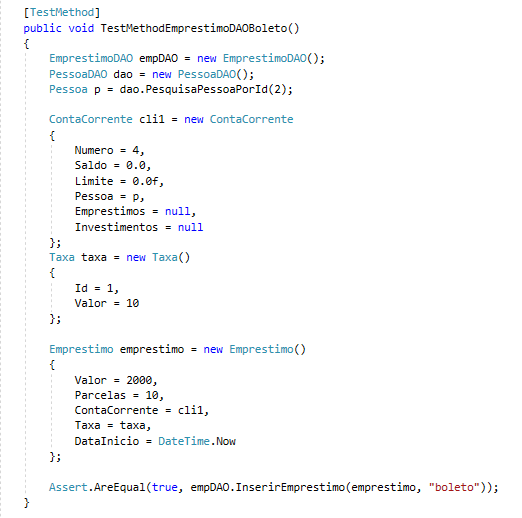 [TestMethod]
public void TestMethodEmprestimoDAOBoleto()
{
    EmprestimoDAO empDAO = new EmprestimoDAO();
    PessoaDAO dao = new PessoaDAO();
    Pessoa p = dao.PesquisaPessoaPorId(2);

    ContaCorrente cli1 = new ContaCorrente
    {
        Numero = 4,
        Saldo = 0.0,
        Limite = 0.0f,
        Pessoa = p,
        Emprestimos = null,
        Investimentos = null
    };
    Taxa taxa = new Taxa()
    {
        Id = 1,
        Valor = 10
    };

    Emprestimo emprestimo = new Emprestimo()
    {
        Valor = 2000,
        Parcelas = 10,
        ContaCorrente = cli1,
        Taxa = taxa,
        DataInicio = DateTime.Now
    };

    Assert.AreEqual(true, empDAO.InserirEmprestimo(emprestimo, "boleto"));
}